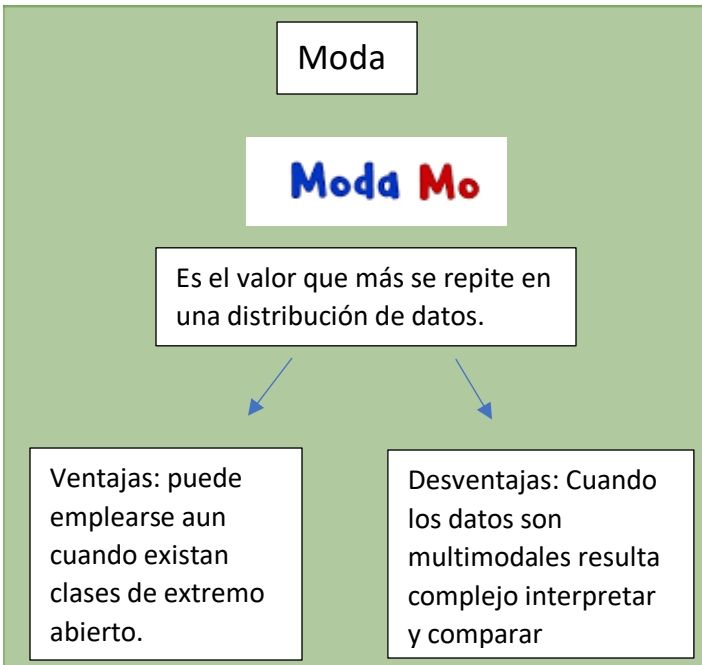 Moda
Moda Mo
Es el valor que más se repite en
una distribución de datos.
Ventajas: puede
emplearse aun
cuando existan
clases de extremo
abierto.
Desventajas: Cuando
los datos son
multimodales resulta
complejo interpretar
y comparar